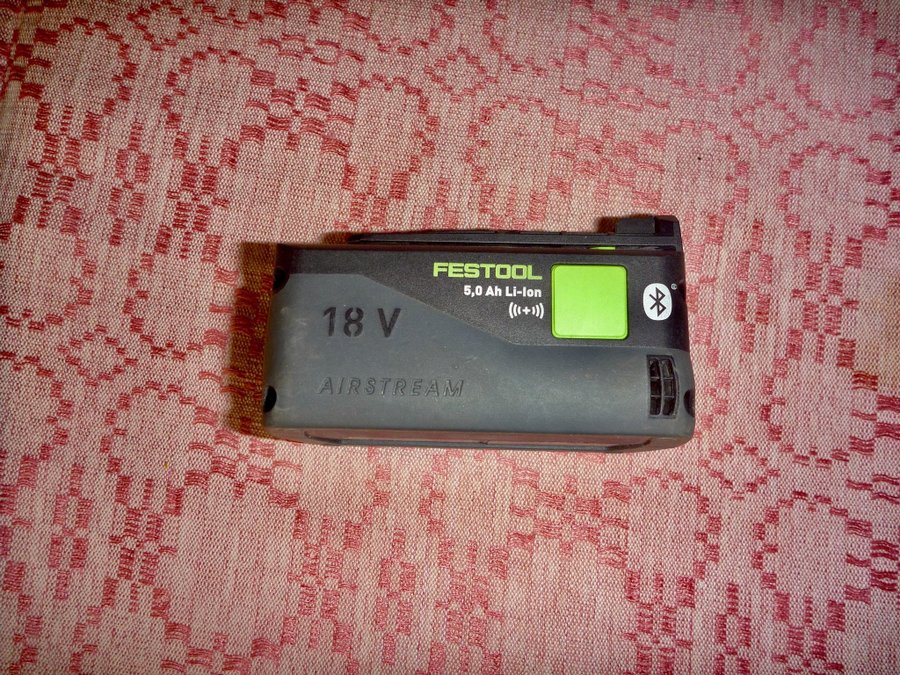 FESTOOL
5,0 Ah Li-Ion
((+))
18 V
AIRSTREAM